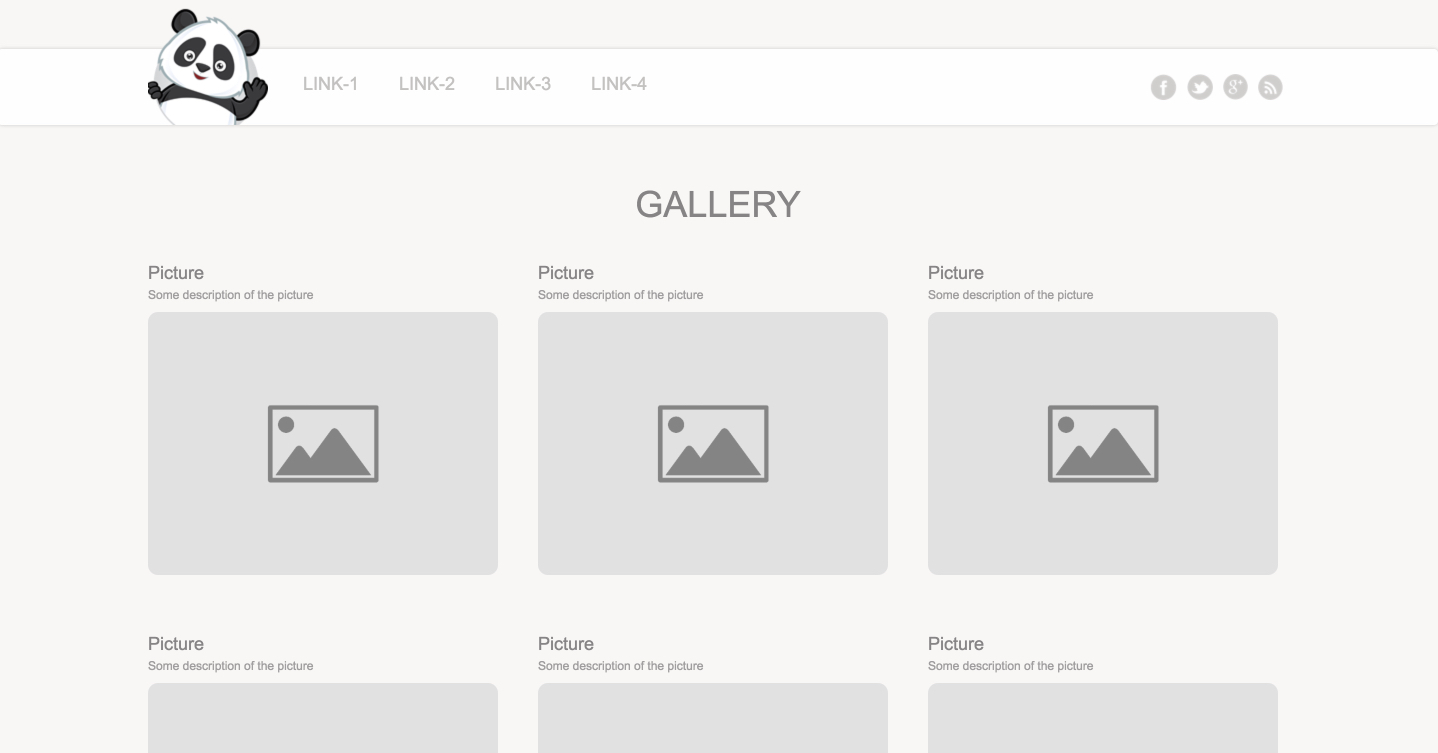 LINK-1 LINK-2 LINK-3 LINK-4
GALLERY
Picture Picture Picture
Some description of the picture Some description of the picture Some description of the picture
Picture Picture Picture
Some description of the picture Some description of the picture Some description of the picture